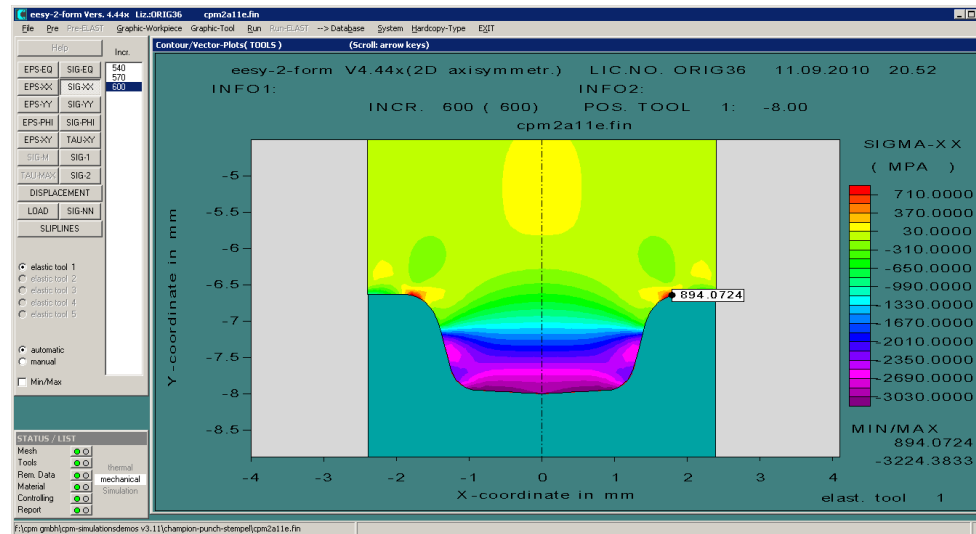 eesy-2-form Vers. 4.44x Liz.:ORIG36 cpm2a11e.fin
File Pre Pre-ELAST Graphic-Workpiece Graphic-Tool Run Run-ELAST --> Database System Hardcopy-Type EXIT
Help
Incr.
EPS-EQ SIG-EQ
EPS-XX SIG-XX
EPS-YY SIG-YY
EPS-PHI SIG-PHI
EPS-XY TAU-XY
SIG-M SIG-1
TAU-MAX SIG-2
DISPLACEMENT
LOAD SIG-NN
SLIPLINES
540
570
600
elastic tool 1
elastic tool 2
elastic tool 3
elastic tool 4
elastic tool 5
automatic
manual
Min/Max
STATUS / LIST
Mesh
Tools
Rem. Data
Material
Controlling
Report
thermal
mechanical
Simulation
Contour/Vector-Plots( TOOLS ) (Scroll: arrow keys)
eesy-2-form V4.44x(2D axisymmetr.) LIC.NO. ORIG36 11.09.2010 20.52
INFO1: INFO2:
INCR. 600 ( 600) POS. TOOL 1: -8.00
cpm2a11e.fin
Y-coordinate in mm
-5
-5.5
-6
-6.5
-7
-7.5
-8
-8.5
894.0724
-4 -3 -2 -1 0 1 2 3 4
X-coordinate in mm
SIGMA-XX
( MPA )
710.0000
370.0000
30.0000
-310.0000
-650.0000
-990.0000
-1330.0000
-1670.0000
-2010.0000
-2350.0000
-2690.0000
-3030.0000
MIN/MAX
894.0724
-3224.3833
elast. tool 1
F:\cpm gmbh\cpm-simulationsdemos v3.11\champion-punch-stempel\cpm2a11e.fin